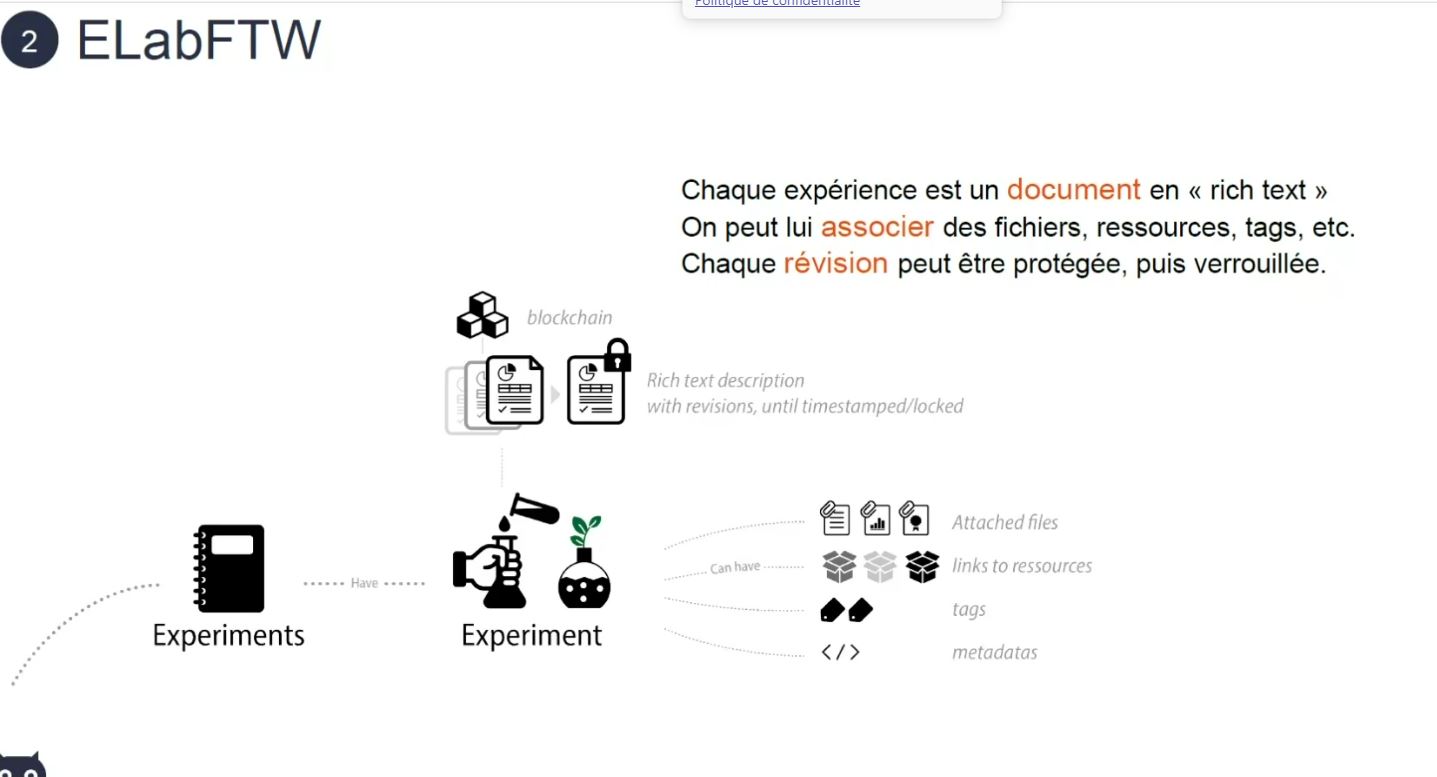 Politique de confidentialité
2 ELabFTW
Chaque expérience est un document en « rich text »
On peut lui associer des fichiers, ressources, tags, etc.
Chaque révision peut être protégée, puis verrouillée.
blockchain
Rich text description
with revisions, until timestamped/locked
Attached files
Can have
links to ressources
Have
tags
Experiments
Experiment
metadatas